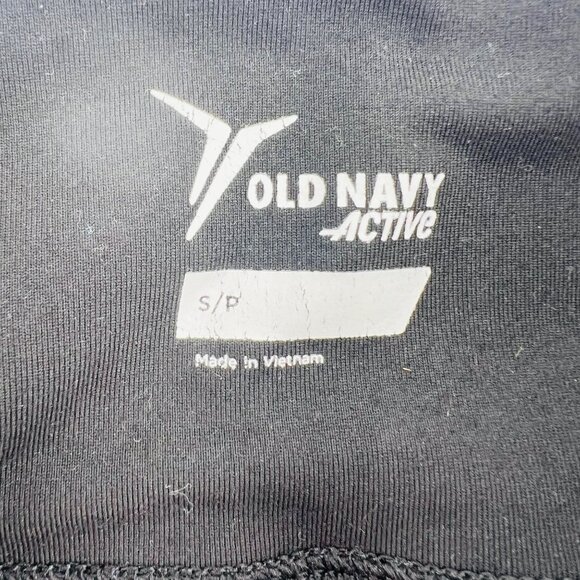 OLD NAVY
ACTIVE
S/P
Made in Vietnam